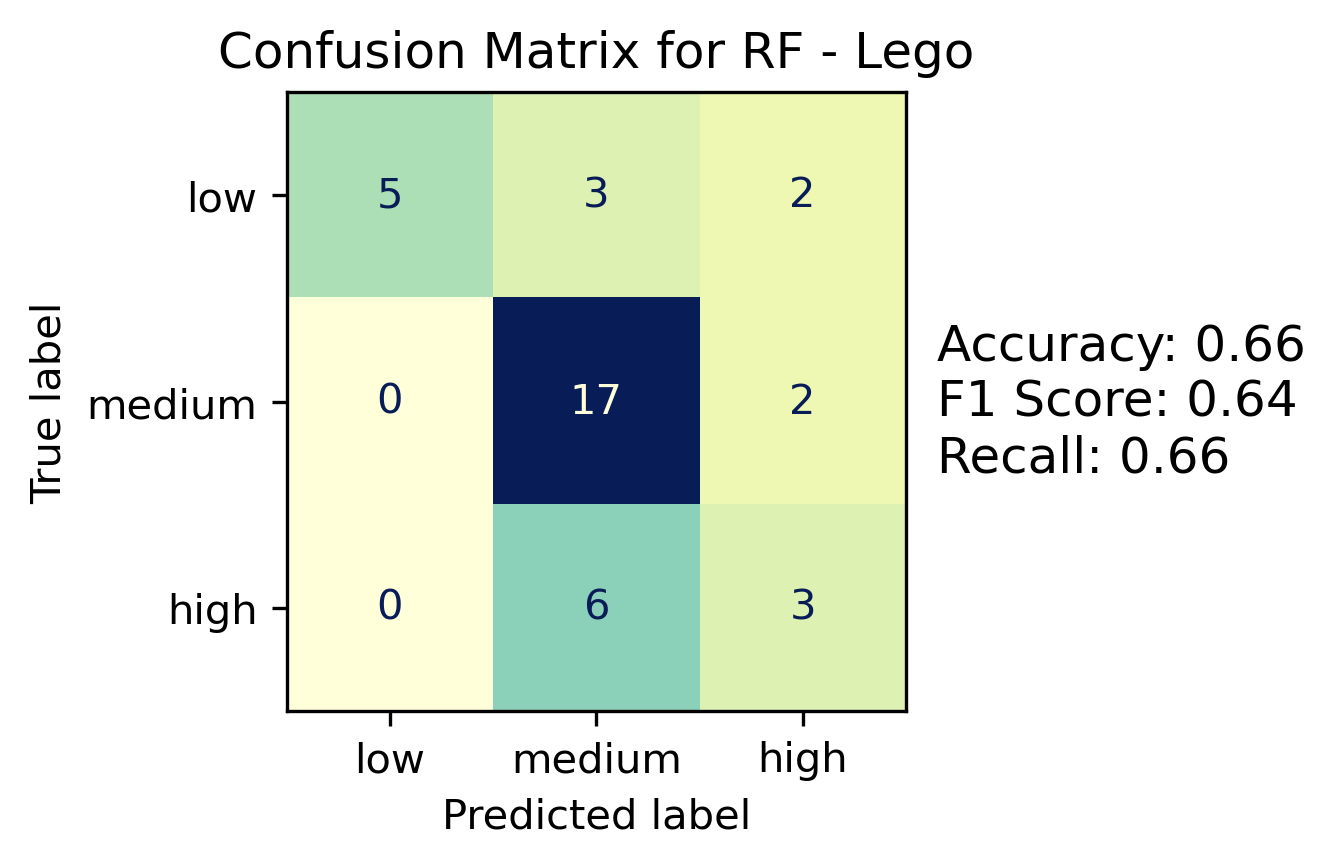 Confusion Matrix for RF - Lego
low 5 3 2
medium 0 17 2
high 0 6 3
low medium high
Predicted label
True label
Accuracy: 0.66
F1 Score: 0.64
Recall: 0.66